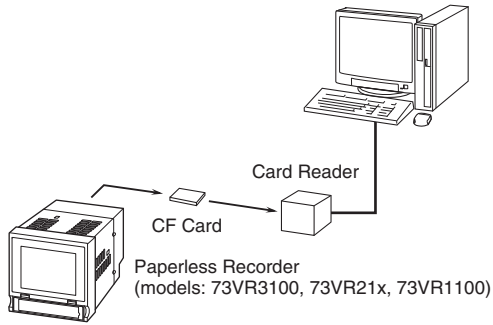 Card Reader
CF Card
Paperless Recorder
(models: 73VR3100, 73VR21x, 73VR1100)